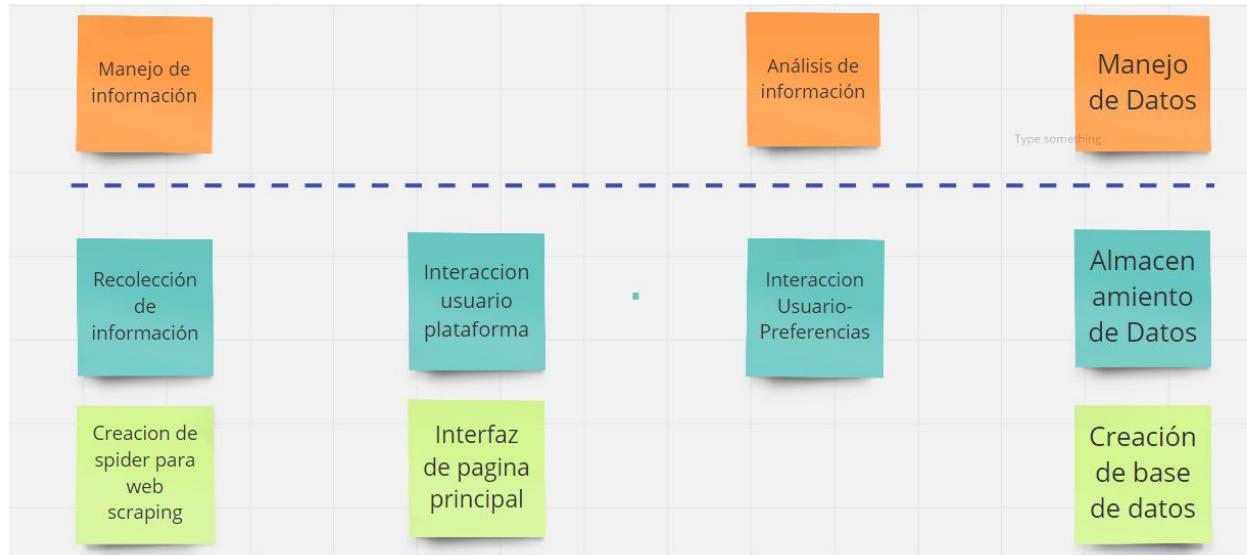 Manejo de
información
Análisis de
información
Manejo
de Datos
Type something
Recolección
de
información
Interaccion
usuario
plataforma
Interaccion
Usuario-
Preferencias
Almacen
amiento
de Datos
Creacion de
spider para
web
scraping
Interfaz
de pagina
principal
Creación
de base
de datos